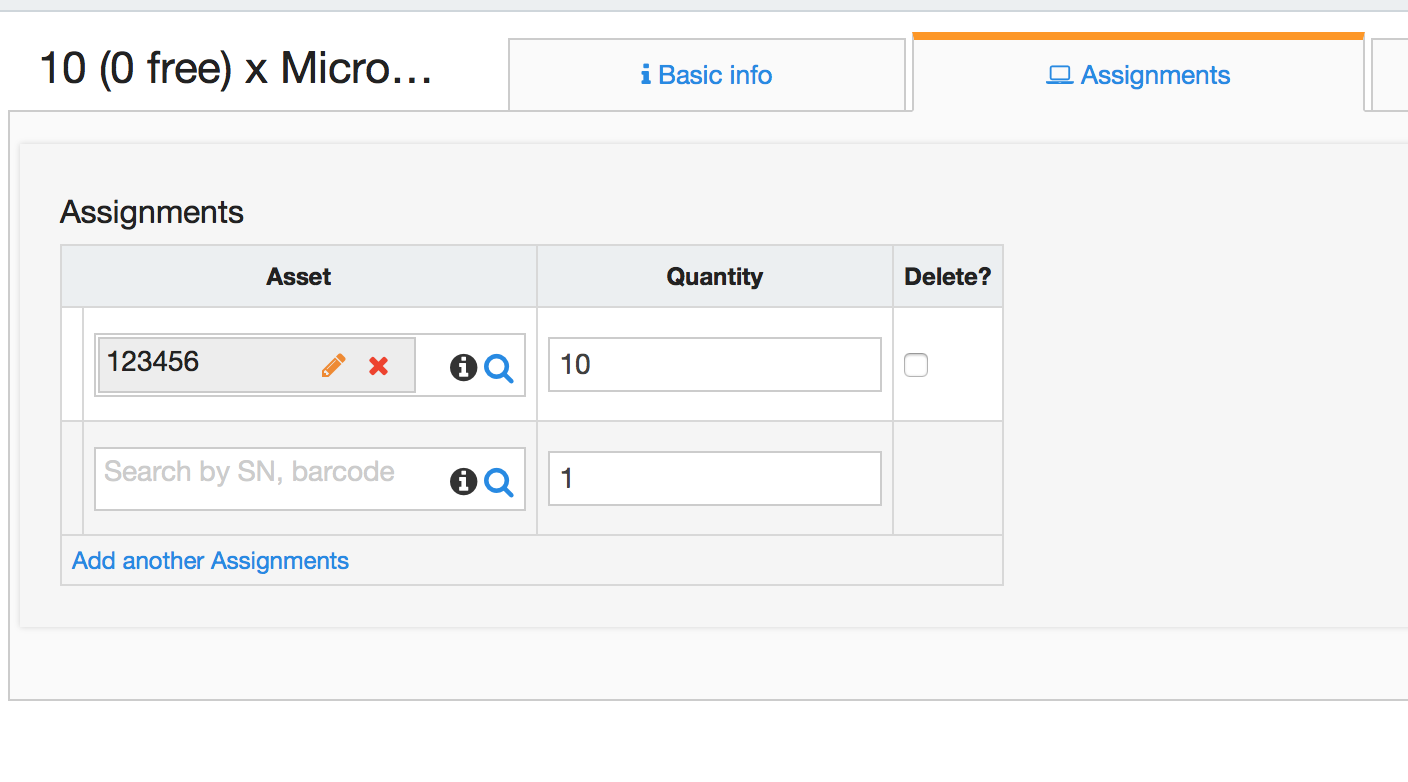 10 (0 free) x Micro...
Basic info
Assignments
Assignments
Asset Quantity Delete?
123456 10
Search by SN, barcode 1
Add another Assignments